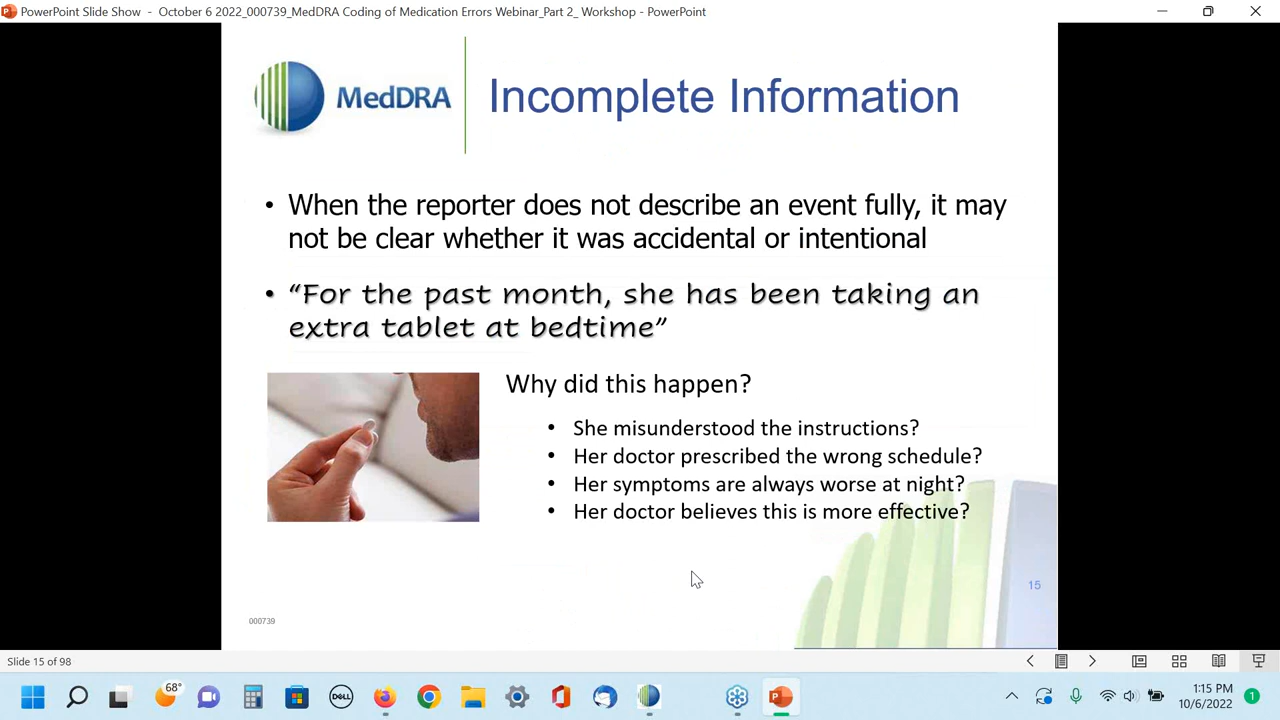 PowerPoint Slide Show - October 6 2022_000739_MedDRA Coding of Medication Errors Webinar_Part 2_ Workshop - PowerPoint
MedDRA
Incomplete Information
• When the reporter does not describe an event fully, it may
not be clear whether it was accidental or intentional
• “For the past month, she has been taking an
extra tablet at bedtime”
Why did this happen?
• She misunderstood the instructions?
• Her doctor prescribed the wrong schedule?
• Her symptoms are always worse at night?
• Her doctor believes this is more effective?
15
000739
Slide 15 of 98
68°
DELL
1:15 PM
10/6/2022
1